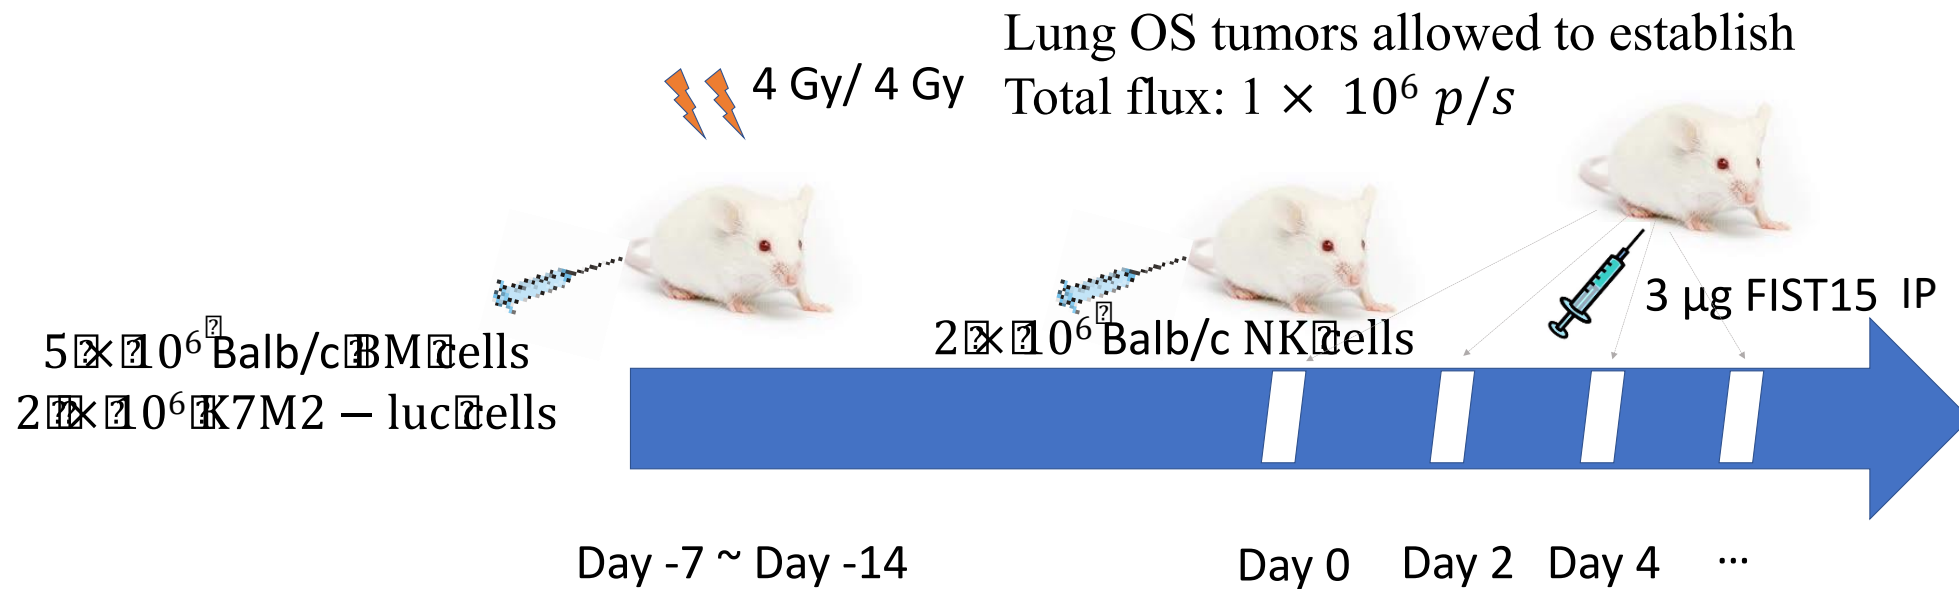 Lung OS tumors allowed to establish
4 Gy/ 4 Gy
Total flux: 1 × 10⁶ p/s
3 µg FIST15 IP
5 × 10⁶ Balb/c BM cells
2 × 10⁶ Balb/c NK cells
2 × 10⁶ K7M2 − luc cells
Day -7 ~ Day -14
Day 0
Day 2
Day 4
...